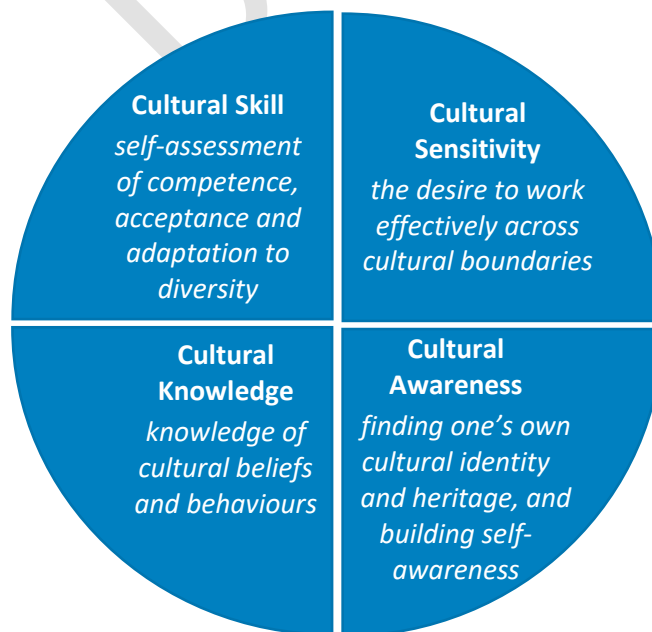 Cultural Skill
self-assessment
of competence,
acceptance and
adaptation to
diversity
Cultural
Sensitivity
the desire to work
effectively across
cultural boundaries
Cultural
Knowledge
knowledge of
cultural beliefs
and behaviours
Cultural
Awareness
finding one’s own
cultural identity
and heritage, and
building self-
awareness